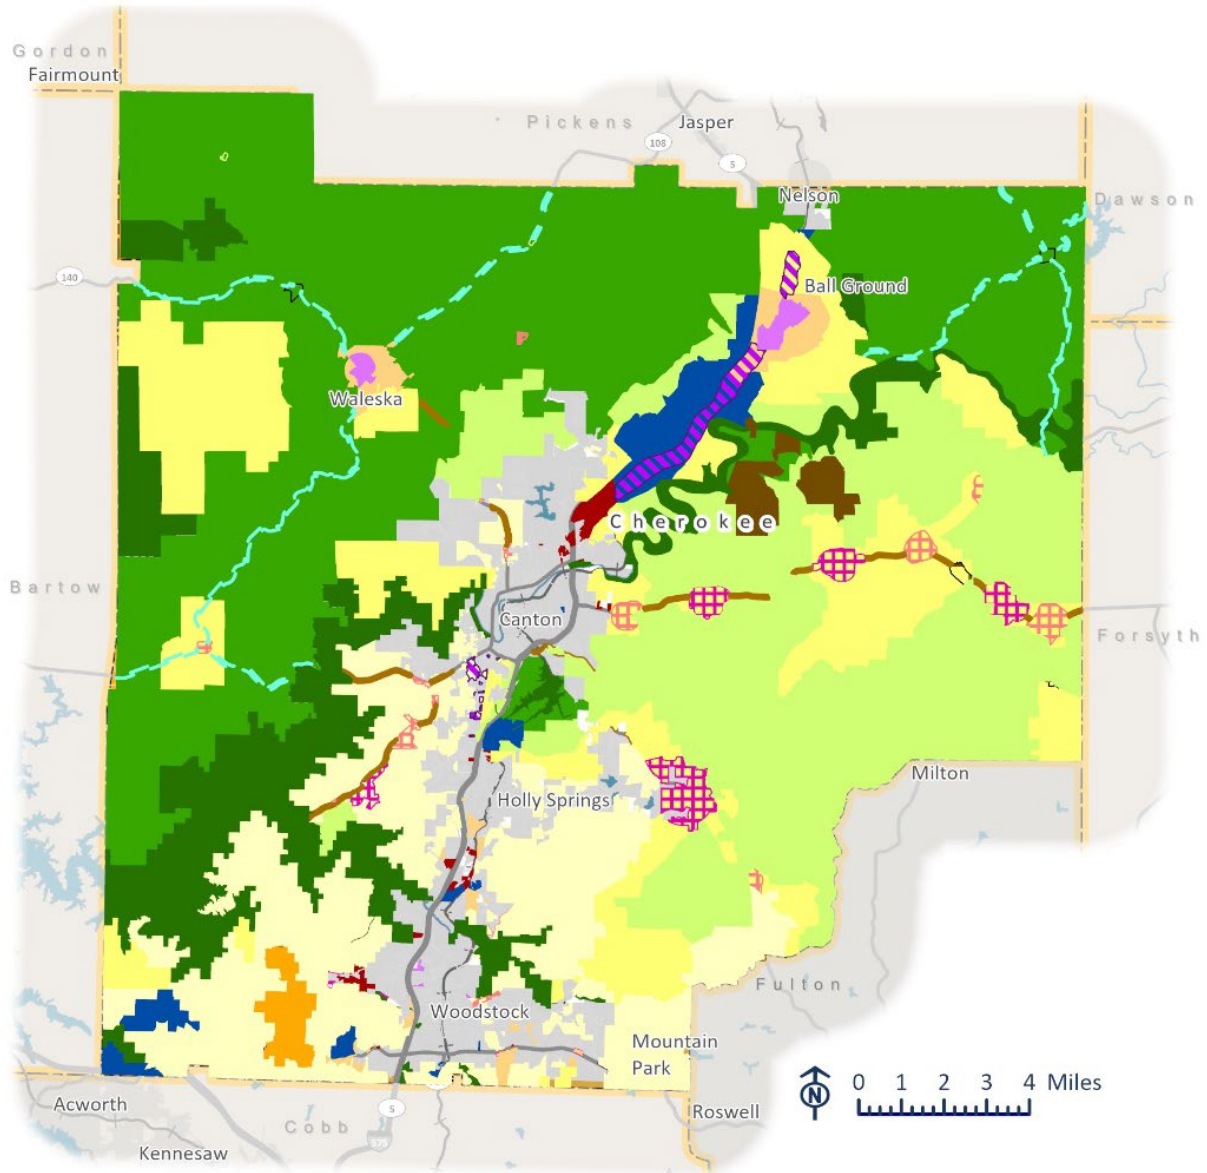 Gordon
Fairmount
Pickens
Jasper
108
5
Nelson
Dawson
140
Ball Ground
Waleska
Cherokee
Bartow
Canton
Forsyth
Milton
Holly Springs
Fulton
Woodstock
Mountain
Park
N
0 1 2 3 4 Miles
Acworth
5
Roswell
Cobb
575
Kennesaw